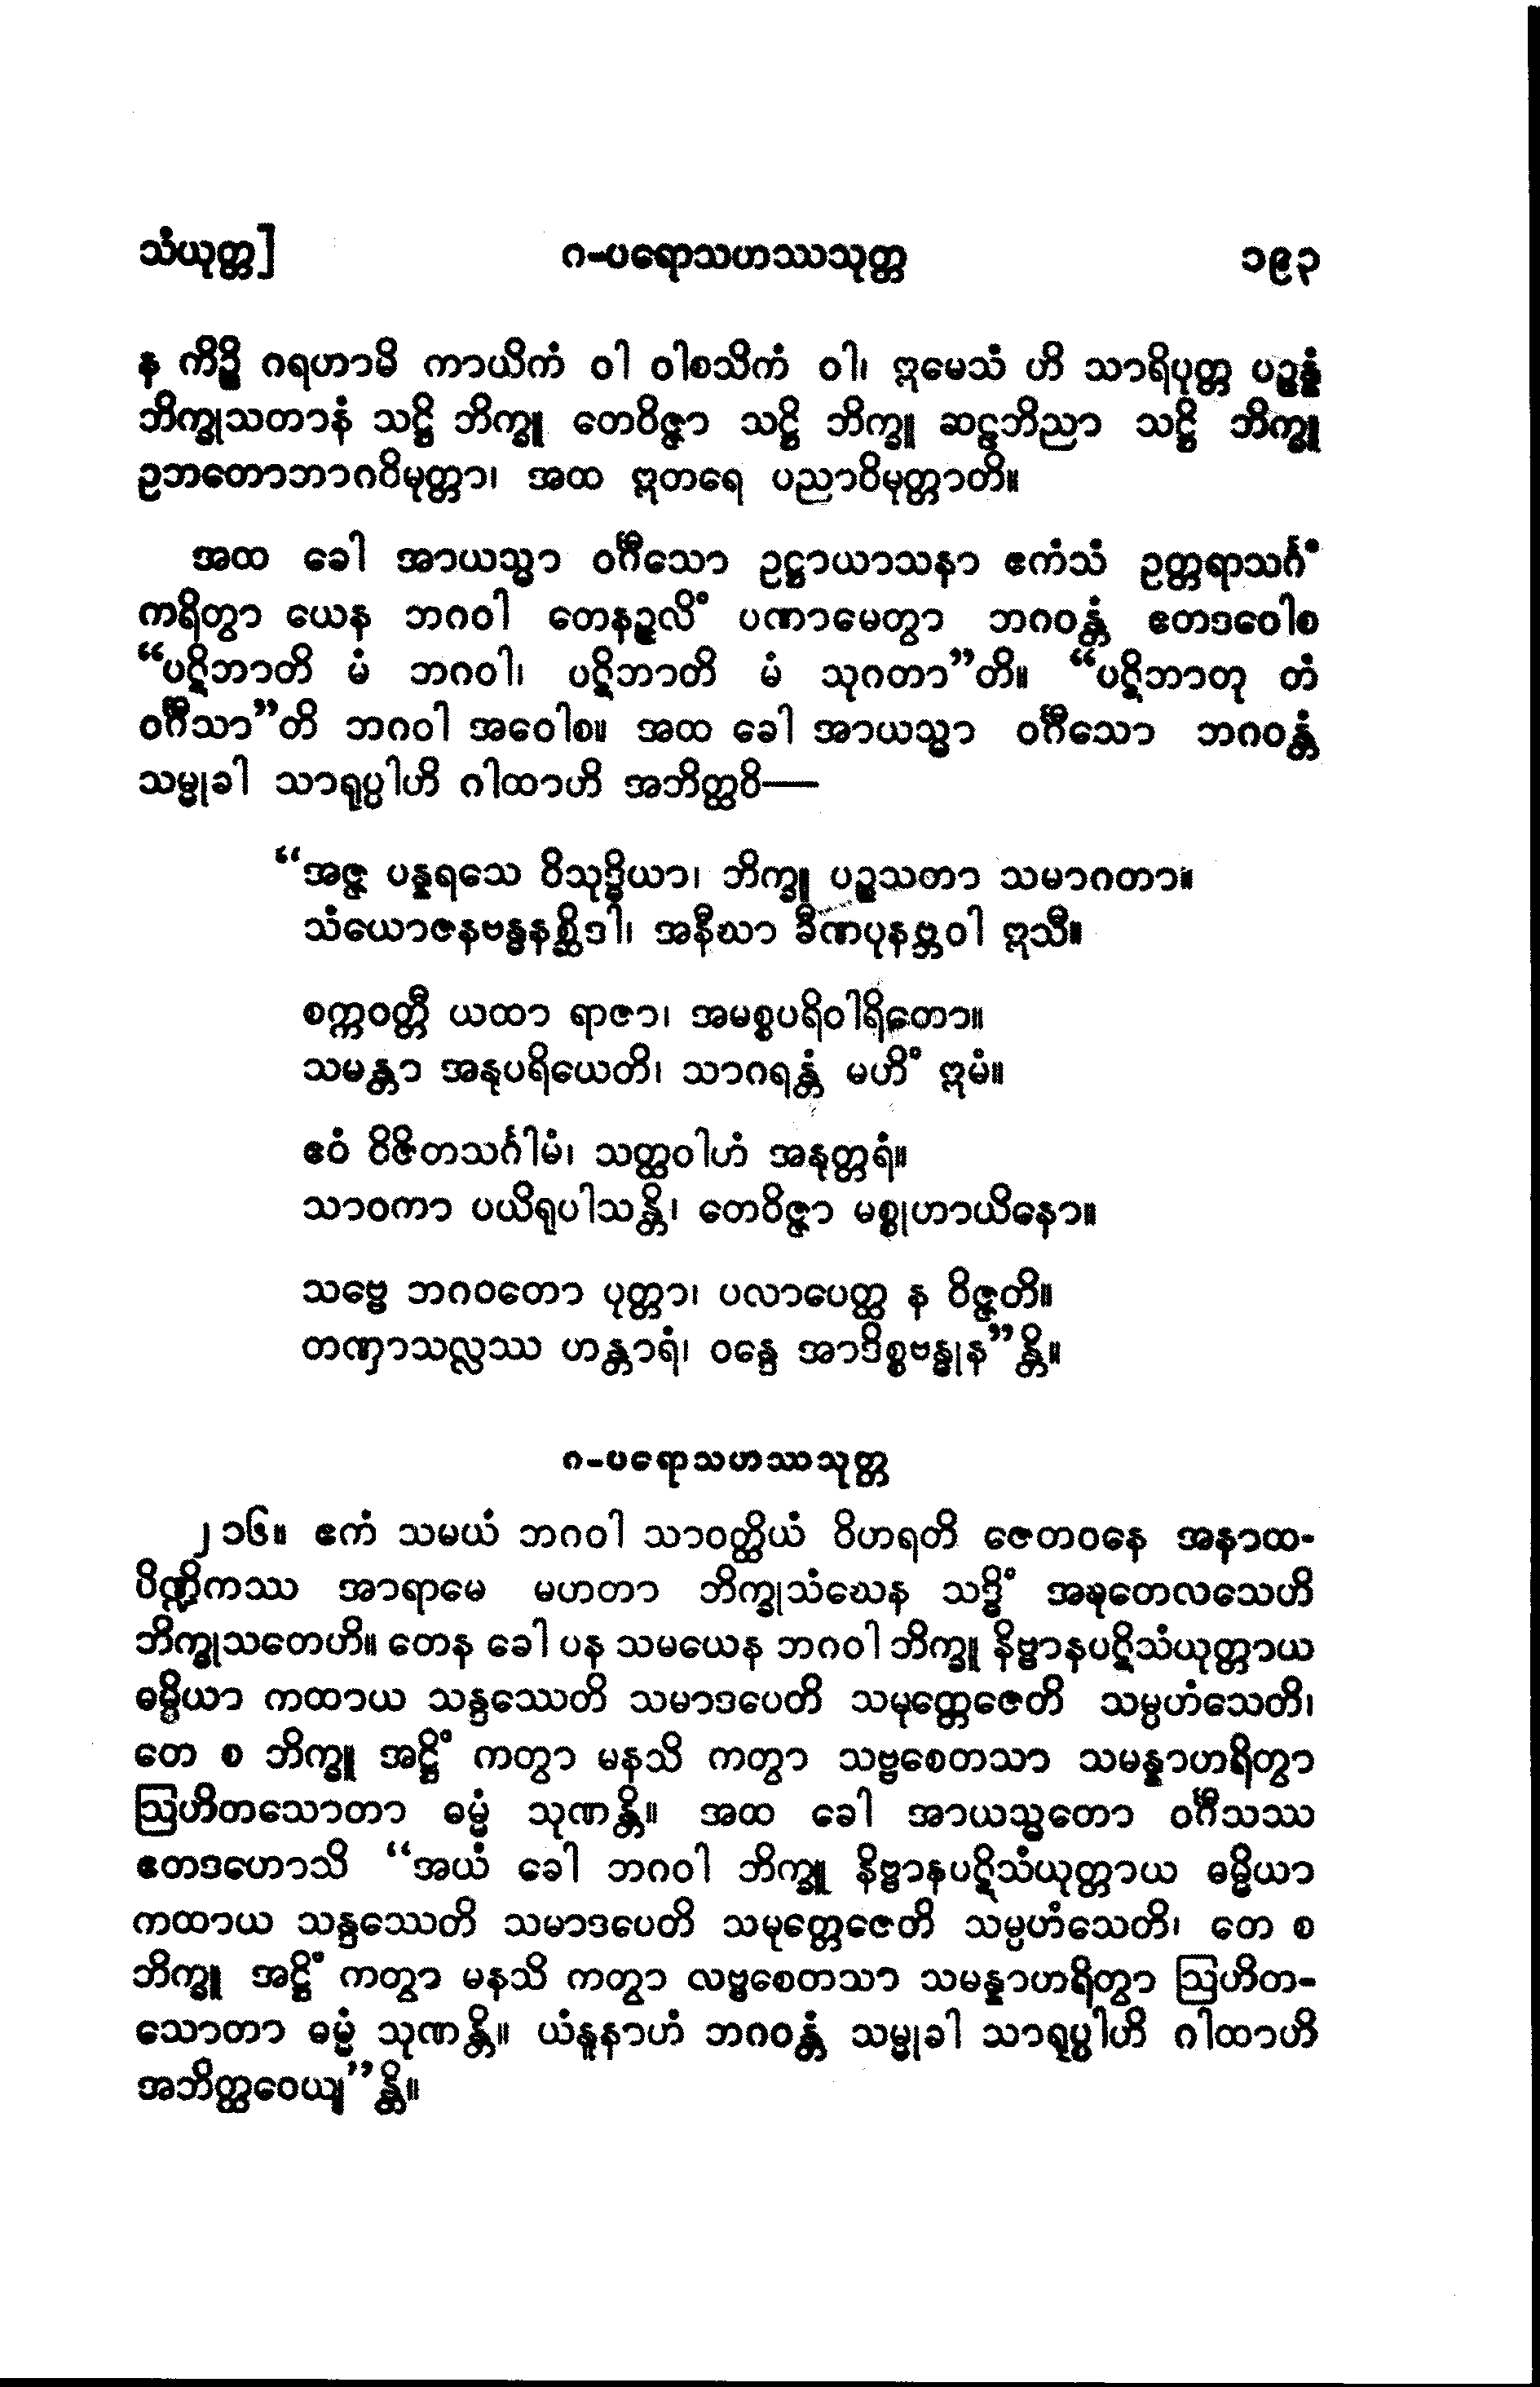 သံယုတ္တ] ၈-ပရောသဟဿသုတ္တ ၁၉၃
န ကိဉ္စိ ဂရဟာမိ ကာယိကံ ဝါ ဝါစသိကံ ဝါ၊ ဣမေသံ ဟိ သာရိပုတ္တ ပဉ္စန္နံ
ဘိက္ခုသတာနံ သဋ္ဌိ ဘိက္ခူ တေဝိဇ္ဇာ သဋ္ဌိ ဘိက္ခူ ဆဠဘိညာ သဋ္ဌိ ဘိက္ခူ
ဥဘတောဘာဂဝိမုတ္တာ၊ အထ ဣတရေ ပညာဝိမုတ္တာတိ။
အထ ခေါ အာယသ္မာ ဝင်္ဂီသော ဥဋ္ဌာယာသနာ ဧကံသံ ဥတ္တရာသင်္ဂံ
ကရိတွာ ယေန ဘဂဝါ တေနဉ္ဇလိံ ပဏာမေတွာ ဘဂဝန္တံ ဧတဒဝေါစ
“ပဋိဘာတိ မံ ဘဂဝါ၊ ပဋိဘာတိ မံ သုဂတာ”တိ။ “ပဋိဘာတု တံ
ဝင်္ဂီသာ”တိ ဘဂဝါ အဝေါစ။ အထ ခေါ အာယသ္မာ ဝင်္ဂီသော ဘဂဝန္တံ
သမ္မုခါ သာရုပ္ပါဟိ ဂါထာဟိ အဘိတ္ထဝိ—
“အဇ္ဇ ပန္နရသေ ဝိသုဒ္ဓိယာ၊ ဘိက္ခူ ပဉ္စသတာ သမာဂတာ။
သံယောဇနဗန္ဓနစ္ဆိဒါ၊ အနီဃာ ခီဏပုနဗ္ဘဝါ ဣသီ။
စက္ကဝတ္တီ ယထာ ရာဇာ၊ အမစ္စပရိဝါရိတော။
သမန္တာ အနုပရိယေတိ၊ သာဂရန္တံ မဟိံ ဣမံ။
ဧဝံ ဝိဇိတသင်္ဂါမံ၊ သတ္ထဝါဟံ အနုတ္တရံ။
သာဝကာ ပယိရုပါသန္တိ၊ တေဝိဇ္ဇာ မစ္စုဟာယိနော။
သဗ္ဗေ ဘဂဝတော ပုတ္တာ၊ ပလာပေတ္ထ န ဝိဇ္ဇတိ။
တဏှာသလ္လဿ ဟန္တာရံ၊ ဝန္ဒေ အာဒိစ္စဗန္ဓုန”န္တိ။
၈-ပရောသဟဿသုတ္တ
၂၁၆။ ဧကံ သမယံ ဘဂဝါ သာဝတ္ထိယံ ဝိဟရတိ ဇေတဝနေ အနာထ-
ပိဏ္ဍိကဿ အာရာမေ မဟတာ ဘိက္ခုသံဃေန သဒ္ဓိံ အဍ္ဎတေလသေဟိ
ဘိက္ခုသတေဟိ။ တေန ခေါ ပန သမယေန ဘဂဝါ ဘိက္ခူ နိဗ္ဗာနပဋိသံယုတ္တာယ
ဓမ္မိယာ ကထာယ သန္ဒဿေတိ သမာဒပေတိ သမုတ္တေဇေတိ သမ္ပဟံသေတိ၊
တေ စ ဘိက္ခူ အဋ္ဌိံ ကတွာ မနသိ ကတွာ သဗ္ဗစေတသာ သမန္နာဟရိတွာ
ဩဟိတသောတာ ဓမ္မံ သုဏန္တိ။ အထ ခေါ အာယသ္မတော ဝင်္ဂီသဿ
ဧတဒဟောသိ “အယံ ခေါ ဘဂဝါ ဘိက္ခူ နိဗ္ဗာနပဋိသံယုတ္တာယ ဓမ္မိယာ
ကထာယ သန္ဒဿေတိ သမာဒပေတိ သမုတ္တေဇေတိ သမ္ပဟံသေတိ၊ တေ စ
ဘိက္ခူ အဋ္ဌိံ ကတွာ မနသိ ကတွာ လဗ္ဗစေတသာ သမန္နာဟရိတွာ ဩဟိတ-
သောတာ ဓမ္မံ သုဏန္တိ။ ယံနူနာဟံ ဘဂဝန္တံ သမ္မုခါ သာရုပ္ပါဟိ ဂါထာဟိ
အဘိတ္ထဝေယျ”န္တိ။